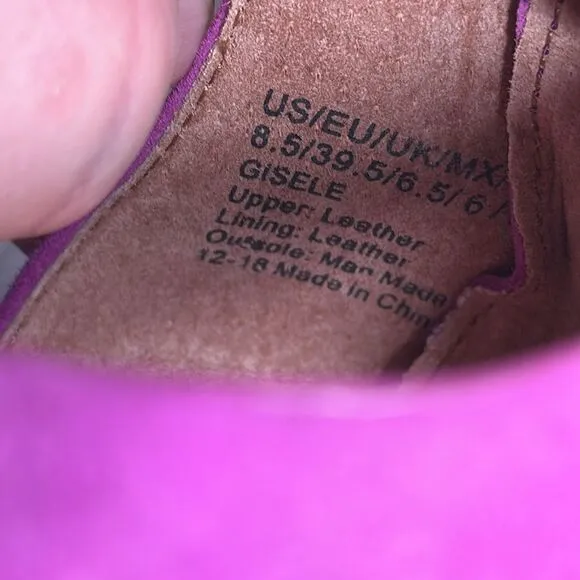 US/EU/UK/MX/
8.5/39.5/6.5/ 6 /
GISELE
Upper: Leather
Lining: Leather
Outsole: Man Made
12-18 Made in Chin